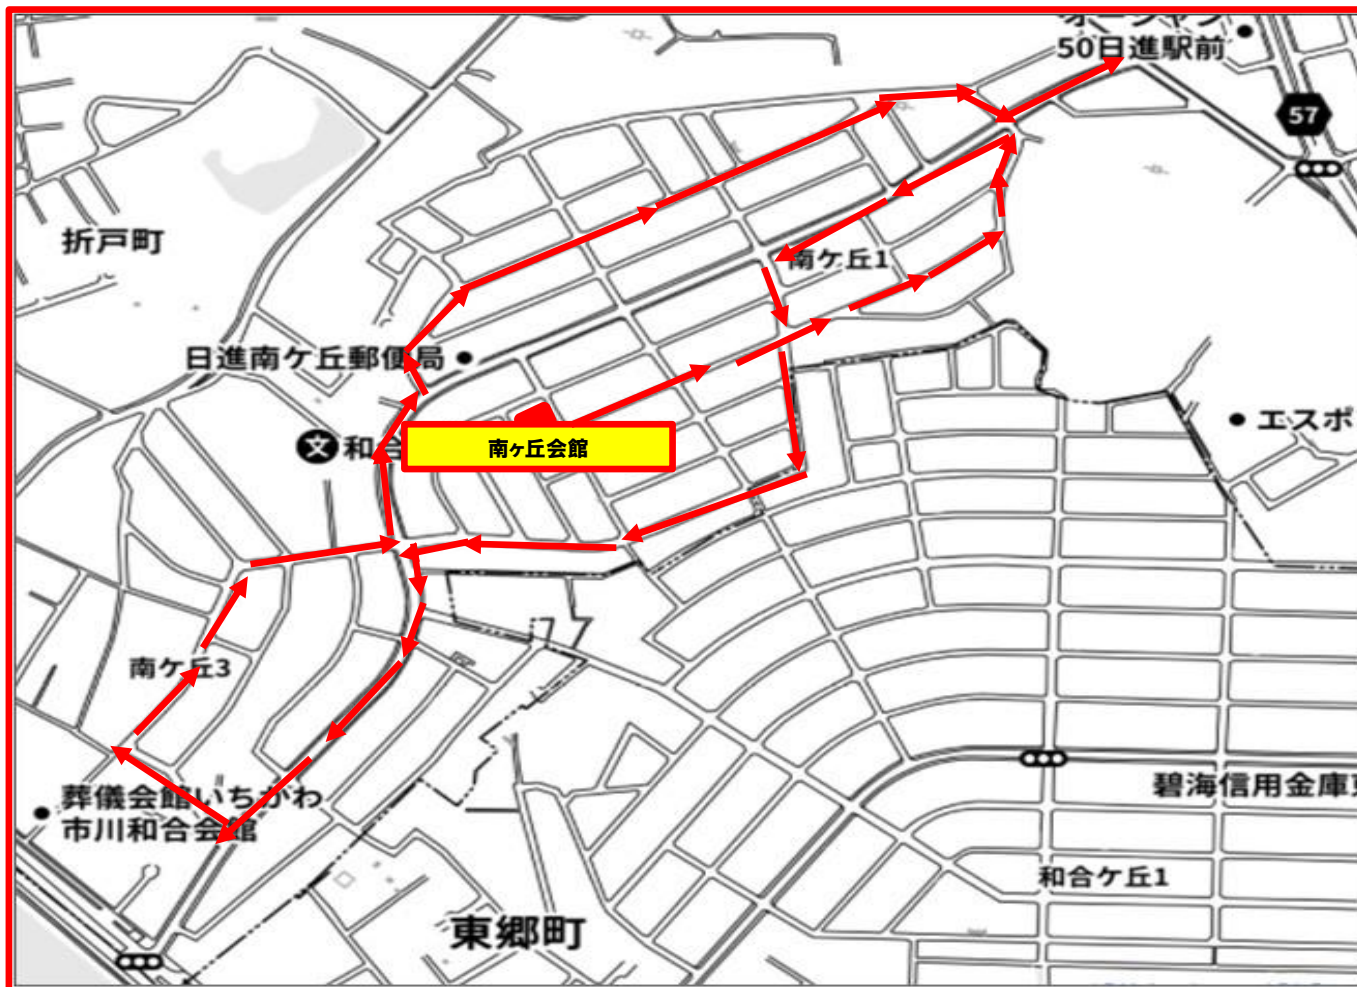 50日進駅前
57
折戸町
南ケ丘1
日進南ケ丘郵便局
エスポ
文
和合
南ヶ丘会館
南ケ丘3
葬儀会館いちがわ
市川和合会館
碧海信用金庫
和合ケ丘1
東郷町